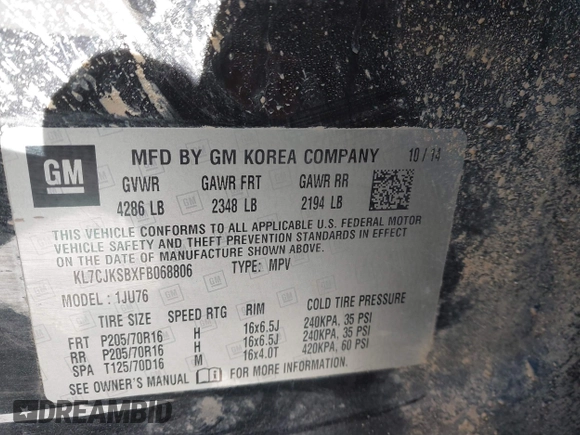 GM MFD BY GM KOREA COMPANY 10 / 14
GVWR GAWR FRT GAWR RR
4286 LB 2348 LB 2194 LB
THIS VEHICLE CONFORMS TO ALL APPLICABLE U.S. FEDERAL MOTOR
VEHICLE SAFETY AND THEFT PREVENTION STANDARDS IN EFFECT
ON THE DATE OF MANUFACTURE SHOWN ABOVE.
KL7CJKSBXFB068806 TYPE: MPV
MODEL : 1JU76
SPEED RTG RIM COLD TIRE PRESSURE
FRT P205/70R16 H 16x6.5J 240KPA, 35 PSI
RR P205/70R16 H 16x6.5J 240KPA, 35 PSI
SPA T125/70D16 M 16x4.0T 420KPA, 60 PSI
SEE OWNER'S MANUAL FOR MORE INFORMATION.
DREAMBID